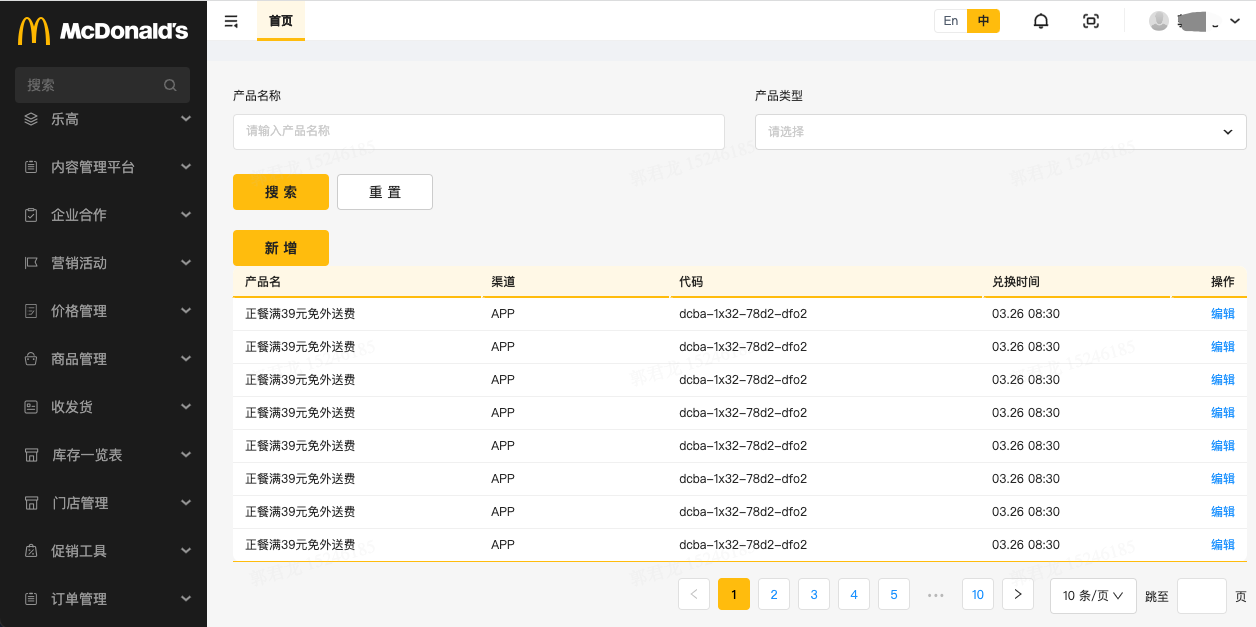 McDonald's
首页
En 中
搜索
乐高
内容管理平台
企业合作
营销活动
价格管理
商品管理
收发货
库存一览表
门店管理
促销工具
订单管理
产品名称 产品类型
请输入产品名称 请选择
搜 索 重 置
新 增
产品名 渠道 代码 兑换时间 操作
正餐满39元免外送费 APP dcba-1x32-78d2-dfo2 03.26 08:30 编辑
正餐满39元免外送费 APP dcba-1x32-78d2-dfo2 03.26 08:30 编辑
正餐满39元免外送费 APP dcba-1x32-78d2-dfo2 03.26 08:30 编辑
正餐满39元免外送费 APP dcba-1x32-78d2-dfo2 03.26 08:30 编辑
正餐满39元免外送费 APP dcba-1x32-78d2-dfo2 03.26 08:30 编辑
正餐满39元免外送费 APP dcba-1x32-78d2-dfo2 03.26 08:30 编辑
正餐满39元免外送费 APP dcba-1x32-78d2-dfo2 03.26 08:30 编辑
正餐满39元免外送费 APP dcba-1x32-78d2-dfo2 03.26 08:30 编辑
1 2 3 4 5 ••• 10 10 条/页 跳至 页
15246185